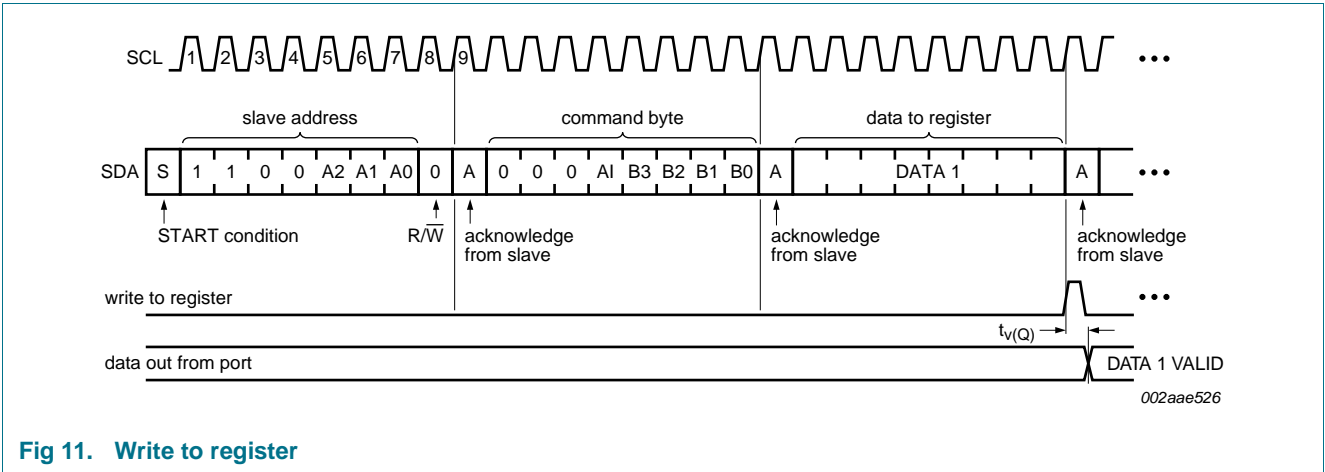 SCL 1 2 3 4 5 6 7 8 9 •••
slave address command byte data to register
SDA S 1 1 0 0 A2 A1 A0 0 A 0 0 0 AI B3 B2 B1 B0 A DATA 1 A •••
START condition R/W̅ acknowledge from slave acknowledge from slave acknowledge from slave
write to register •••
tv(Q)
data out from port DATA 1 VALID
002aae526
Fig 11. Write to register